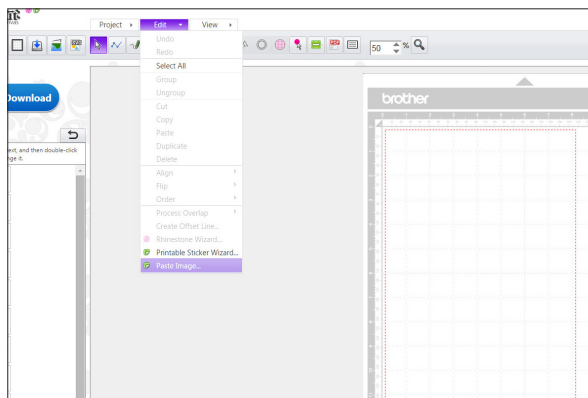 Project Edit View
50 %
Undo
Redo
Select All
Group
Ungroup
Cut
Copy
Paste
Duplicate
Delete
Align
Flip
Order
Process Overlap
Create Offset Line...
Rhinestone Wizard...
Printable Sticker Wizard...
Paste Image...
Download
ext, and then double-click
nge it.
brother